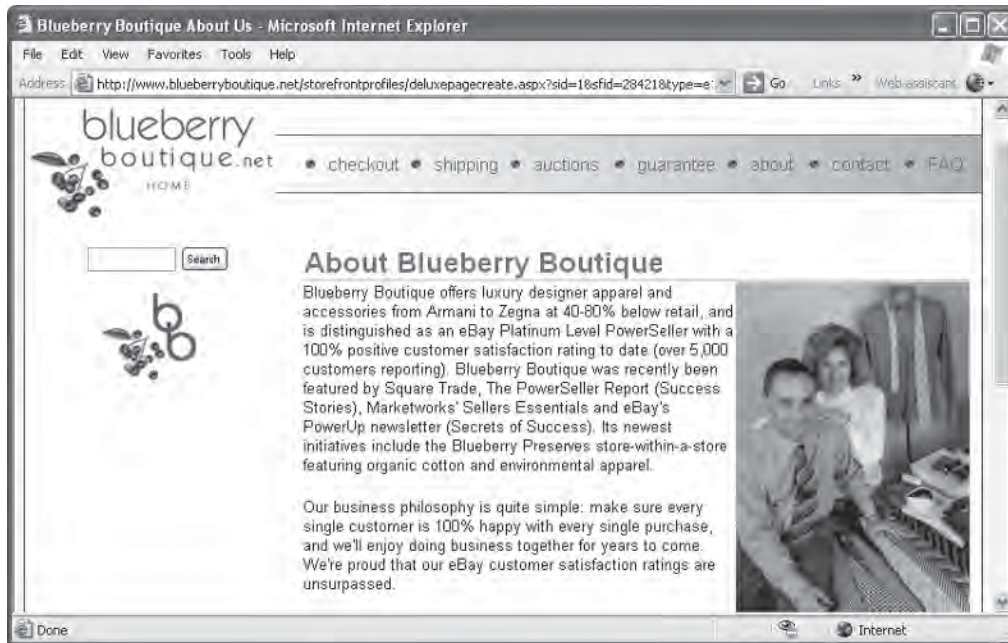 Blueberry Boutique About Us - Microsoft Internet Explorer
File Edit View Favorites Tools Help
Address http://www.blueberryboutique.net/storefrontprofiles/deluxepagecreate.aspx?sid=1&sfid=28421&type=e Go Links » Web assistant
blueberry
boutique.net
HOME
checkout shipping auctions guarantee about contact FAQ
Search
bb
About Blueberry Boutique
Blueberry Boutique offers luxury designer apparel and
accessories from Armani to Zegna at 40-80% below retail, and
is distinguished as an eBay Platinum Level PowerSeller with a
100% positive customer satisfaction rating to date (over 5,000
customers reporting). Blueberry Boutique was recently been
featured by Square Trade, The PowerSeller Report (Success
Stories), Marketworks' Sellers Essentials and eBay's
PowerUp newsletter (Secrets of Success). Its newest
initiatives include the Blueberry Preserves store-within-a-store
featuring organic cotton and environmental apparel.
Our business philosophy is quite simple: make sure every
single customer is 100% happy with every single purchase,
and we'll enjoy doing business together for years to come.
We're proud that our eBay customer satisfaction ratings are
unsurpassed.
Done Internet